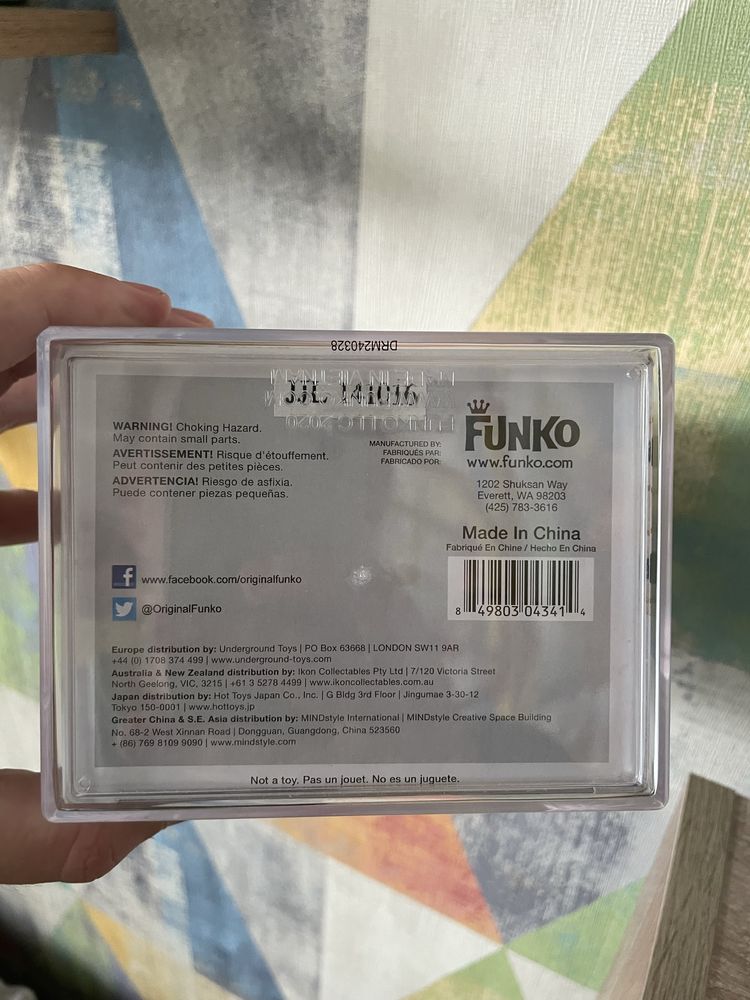 DRM240328
JJL 141016
FUNKO LLC 2020
WARNING! Choking Hazard.
May contain small parts.
AVERTISSEMENT! Risque d'étouffement.
Peut contenir des petites pièces.
ADVERTENCIA! Riesgo de asfixia.
Puede contener piezas pequeñas.
MANUFACTURED BY:
FABRIQUÉS PAR:
FABRICADO POR:
FUNKO
www.funko.com
1202 Shuksan Way
Everett, WA 98203
(425) 783-3616
Made In China
Fabriqué En Chine / Hecho En China
8 49803 04341 4
f www.facebook.com/originalfunko
@OriginalFunko
Europe distribution by: Underground Toys | PO Box 63668 | LONDON SW11 9AR
+44 (0) 1708 374 499 | www.underground-toys.com
Australia & New Zealand distribution by: Ikon Collectables Pty Ltd | 7/120 Victoria Street
North Geelong, VIC, 3215 | +61 3 5278 4499 | www.ikoncollectables.com.au
Japan distribution by: Hot Toys Japan Co., Inc. | G Bldg 3rd Floor | Jingumae 3-30-12
Tokyo 150-0001 | www.hottoys.jp
Greater China & S.E. Asia distribution by: MINDstyle International | MINDstyle Creative Space Building
No. 68-2 West Xinnan Road | Dongguan, Guangdong, China 523560
+ (86) 769 8109 9090 | www.mindstyle.com
Not a toy. Pas un jouet. No es un juguete.